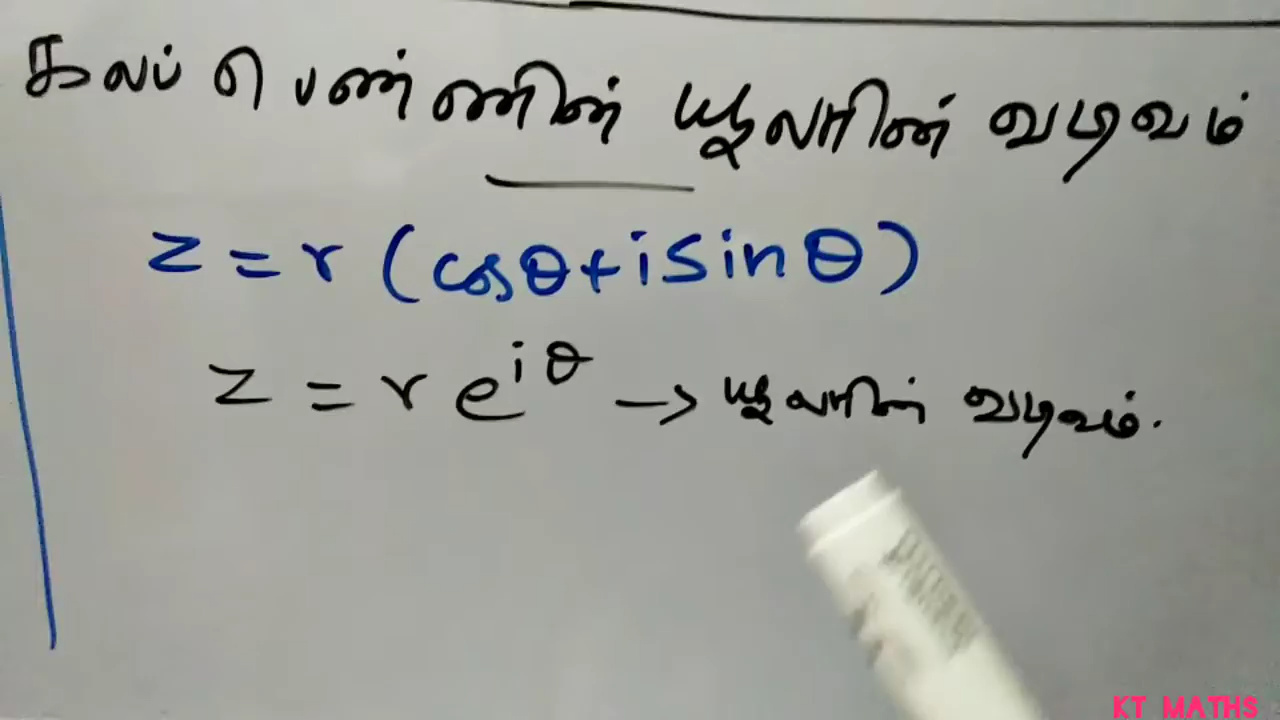 கலப்பெண்ணின் யூலரின் வடிவம்
z = r (cosθ + i sinθ)
z = r e^{iθ} → யூலரின் வடிவம்.
KT MATHS